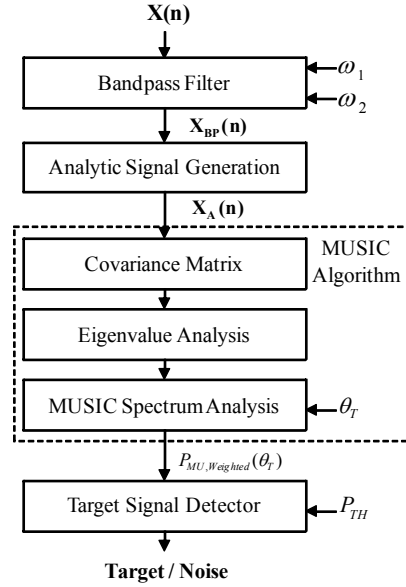 X(n)
Bandpass Filter
ω1
ω2
XBP(n)
Analytic Signal Generation
XA(n)
MUSIC
Algorithm
Covariance Matrix
Eigenvalue Analysis
MUSIC Spectrum Analysis
θT
PMU,Weighted(θT)
Target Signal Detector
PTH
Target / Noise